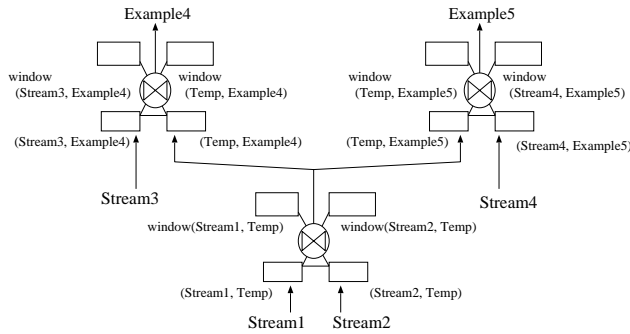 Example4
Example5
window
(Stream3, Example4)
window
(Temp, Example4)
window
(Temp, Example5)
window
(Stream4, Example5)
(Stream3, Example4)
(Temp, Example4)
(Temp, Example5)
(Stream4, Example5)
Stream3
Stream4
window(Stream1, Temp)
window(Stream2, Temp)
(Stream1, Temp)
(Stream2, Temp)
Stream1
Stream2